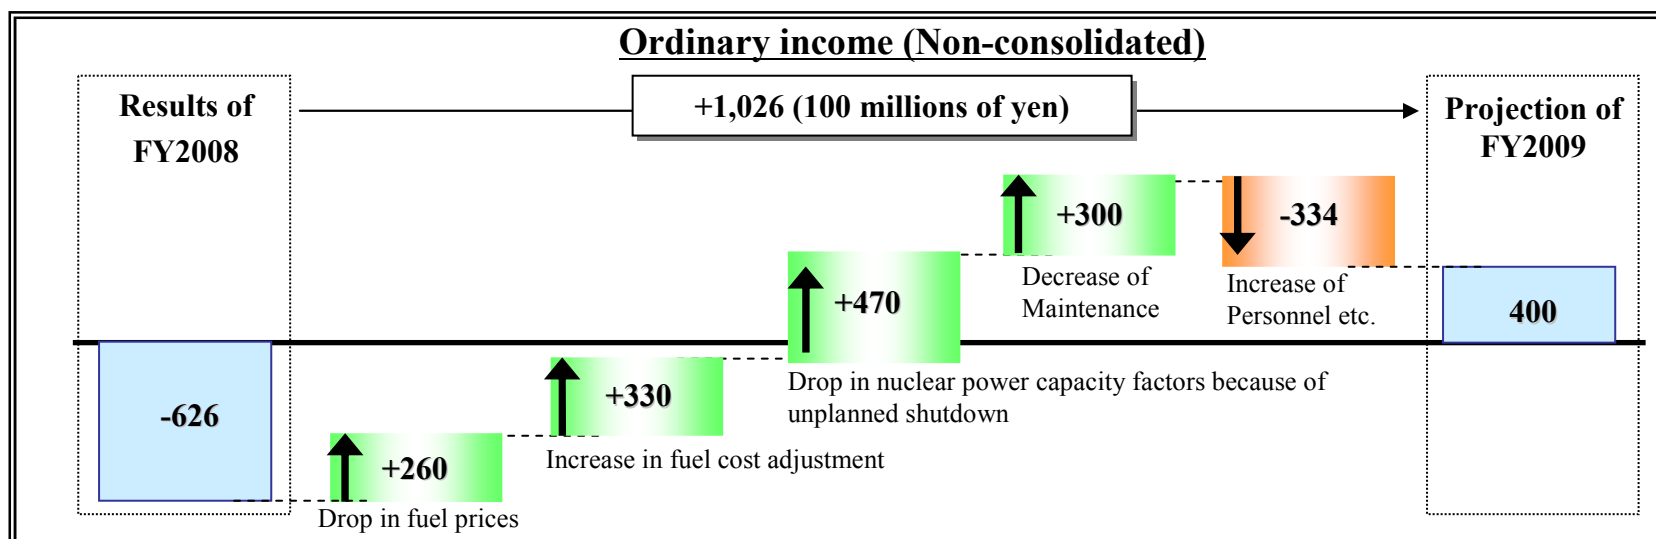 Ordinary income (Non-consolidated)
Results of
FY2008
+1,026 (100 millions of yen)
Projection of
FY2009
-626
+260
Drop in fuel prices
+330
Increase in fuel cost adjustment
+470
Drop in nuclear power capacity factors because of
unplanned shutdown
+300
Decrease of
Maintenance
-334
Increase of
Personnel etc.
400